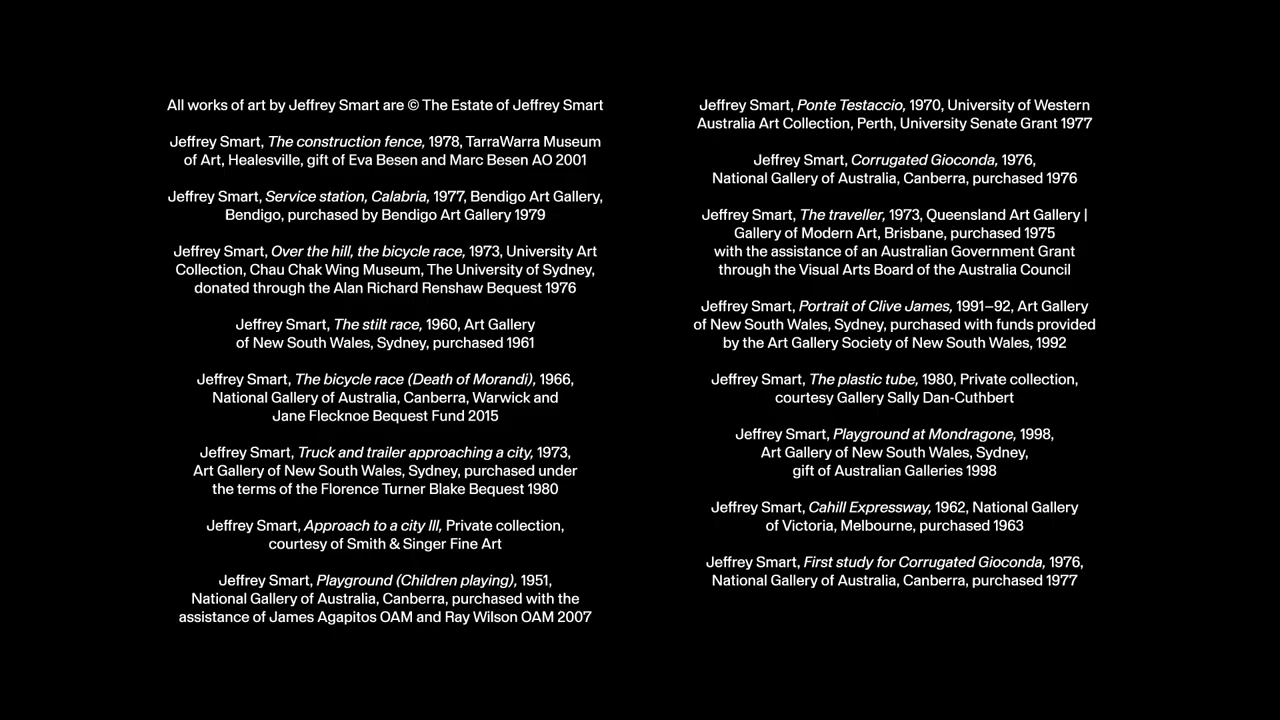 All works of art by Jeffrey Smart are © The Estate of Jeffrey Smart
Jeffrey Smart, The construction fence, 1978, TarraWarra Museum
of Art, Healesville, gift of Eva Besen and Marc Besen AO 2001
Jeffrey Smart, Service station, Calabria, 1977, Bendigo Art Gallery,
Bendigo, purchased by Bendigo Art Gallery 1979
Jeffrey Smart, Over the hill, the bicycle race, 1973, University Art
Collection, Chau Chak Wing Museum, The University of Sydney,
donated through the Alan Richard Renshaw Bequest 1976
Jeffrey Smart, The stilt race, 1960, Art Gallery
of New South Wales, Sydney, purchased 1961
Jeffrey Smart, The bicycle race (Death of Morandi), 1966,
National Gallery of Australia, Canberra, Warwick and
Jane Flecknoe Bequest Fund 2015
Jeffrey Smart, Truck and trailer approaching a city, 1973,
Art Gallery of New South Wales, Sydney, purchased under
the terms of the Florence Turner Blake Bequest 1980
Jeffrey Smart, Approach to a city III, Private collection,
courtesy of Smith & Singer Fine Art
Jeffrey Smart, Playground (Children playing), 1951,
National Gallery of Australia, Canberra, purchased with the
assistance of James Agapitos OAM and Ray Wilson OAM 2007
Jeffrey Smart, Ponte Testaccio, 1970, University of Western
Australia Art Collection, Perth, University Senate Grant 1977
Jeffrey Smart, Corrugated Gioconda, 1976,
National Gallery of Australia, Canberra, purchased 1976
Jeffrey Smart, The traveller, 1973, Queensland Art Gallery |
Gallery of Modern Art, Brisbane, purchased 1975
with the assistance of an Australian Government Grant
through the Visual Arts Board of the Australia Council
Jeffrey Smart, Portrait of Clive James, 1991–92, Art Gallery
of New South Wales, Sydney, purchased with funds provided
by the Art Gallery Society of New South Wales, 1992
Jeffrey Smart, The plastic tube, 1980, Private collection,
courtesy Gallery Sally Dan-Cuthbert
Jeffrey Smart, Playground at Mondragone, 1998,
Art Gallery of New South Wales, Sydney,
gift of Australian Galleries 1998
Jeffrey Smart, Cahill Expressway, 1962, National Gallery
of Victoria, Melbourne, purchased 1963
Jeffrey Smart, First study for Corrugated Gioconda, 1976,
National Gallery of Australia, Canberra, purchased 1977